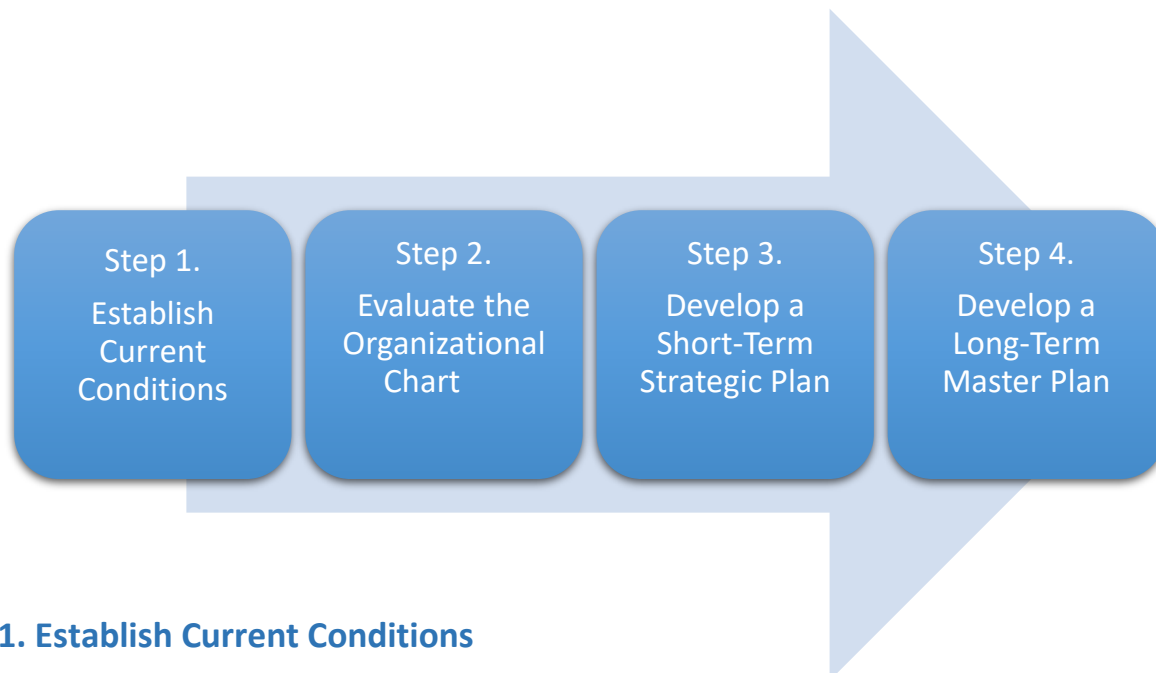 Step 1.
Establish
Current
Conditions
Step 2.
Evaluate the
Organizational
Chart
Step 3.
Develop a
Short-Term
Strategic Plan
Step 4.
Develop a
Long-Term
Master Plan
1. Establish Current Conditions